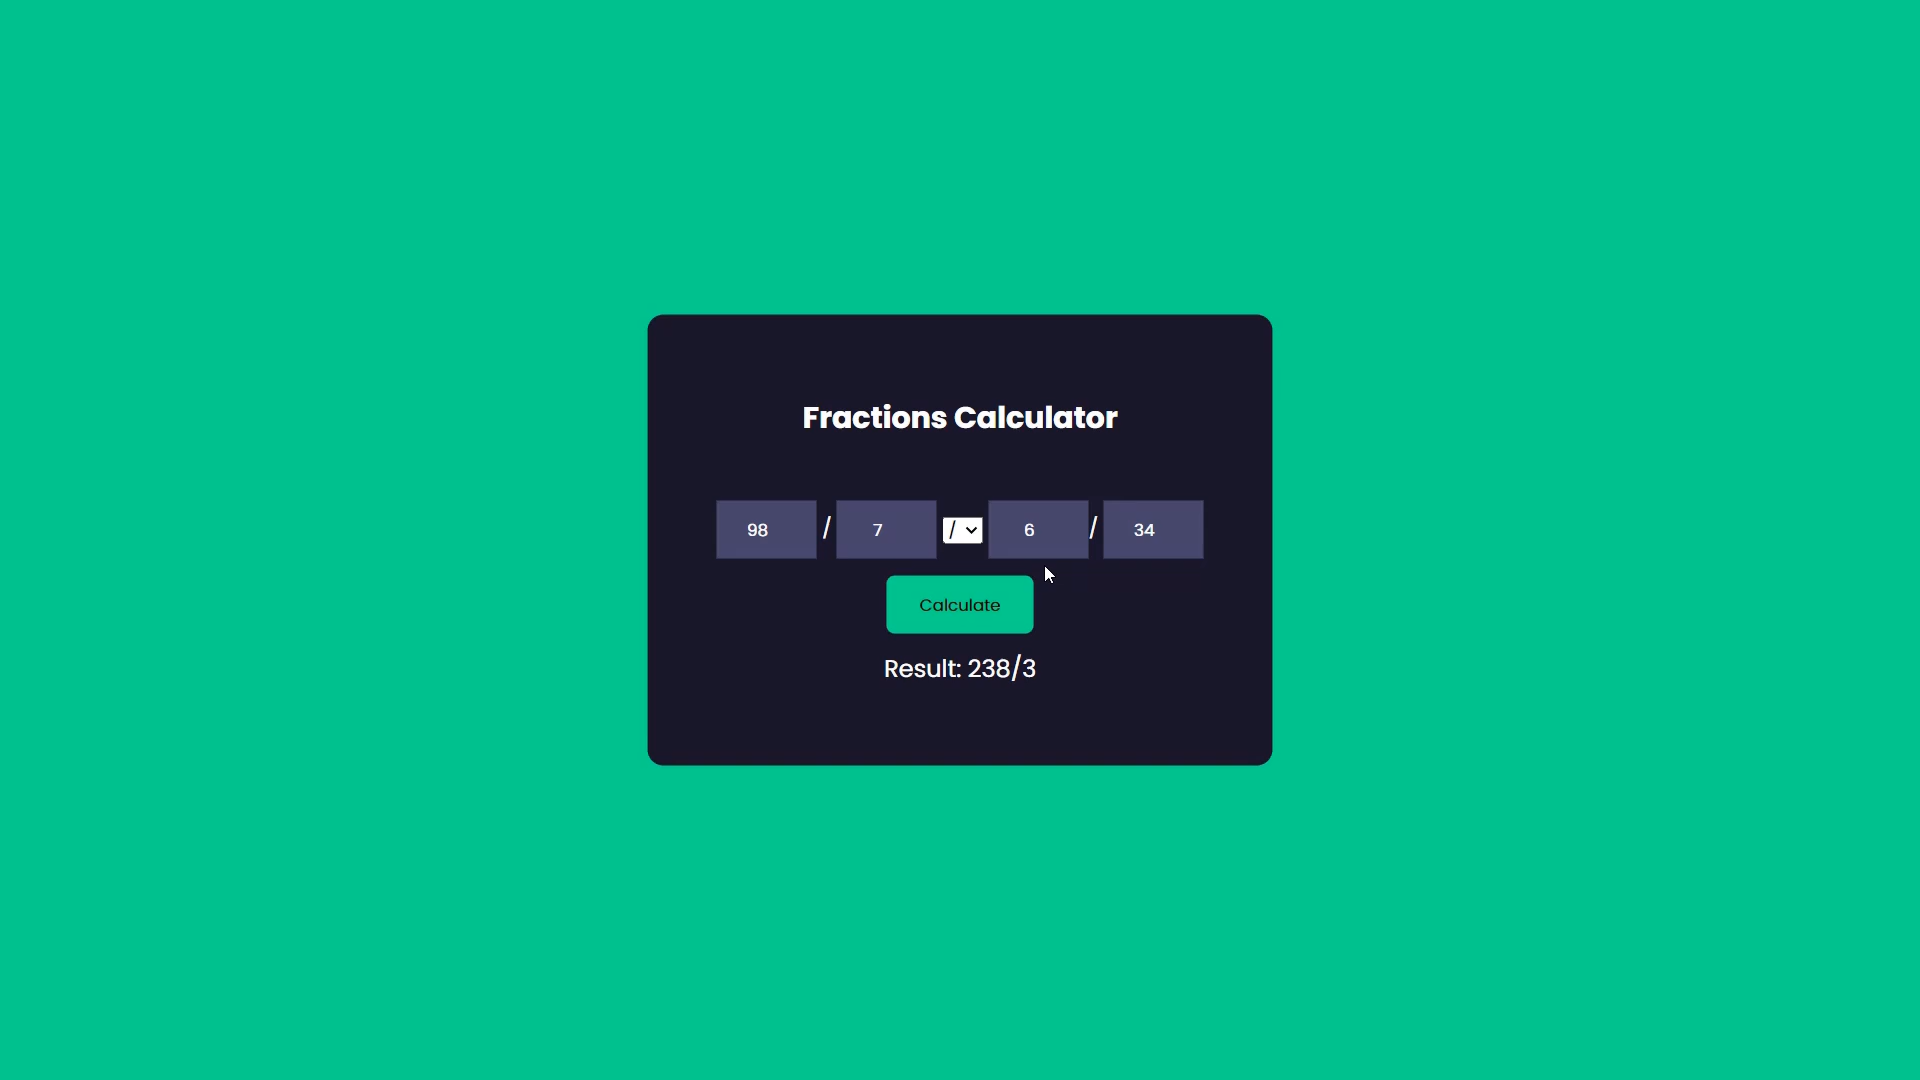 Fractions Calculator
98 / 7 / 6 / 34
Calculate
Result: 238/3